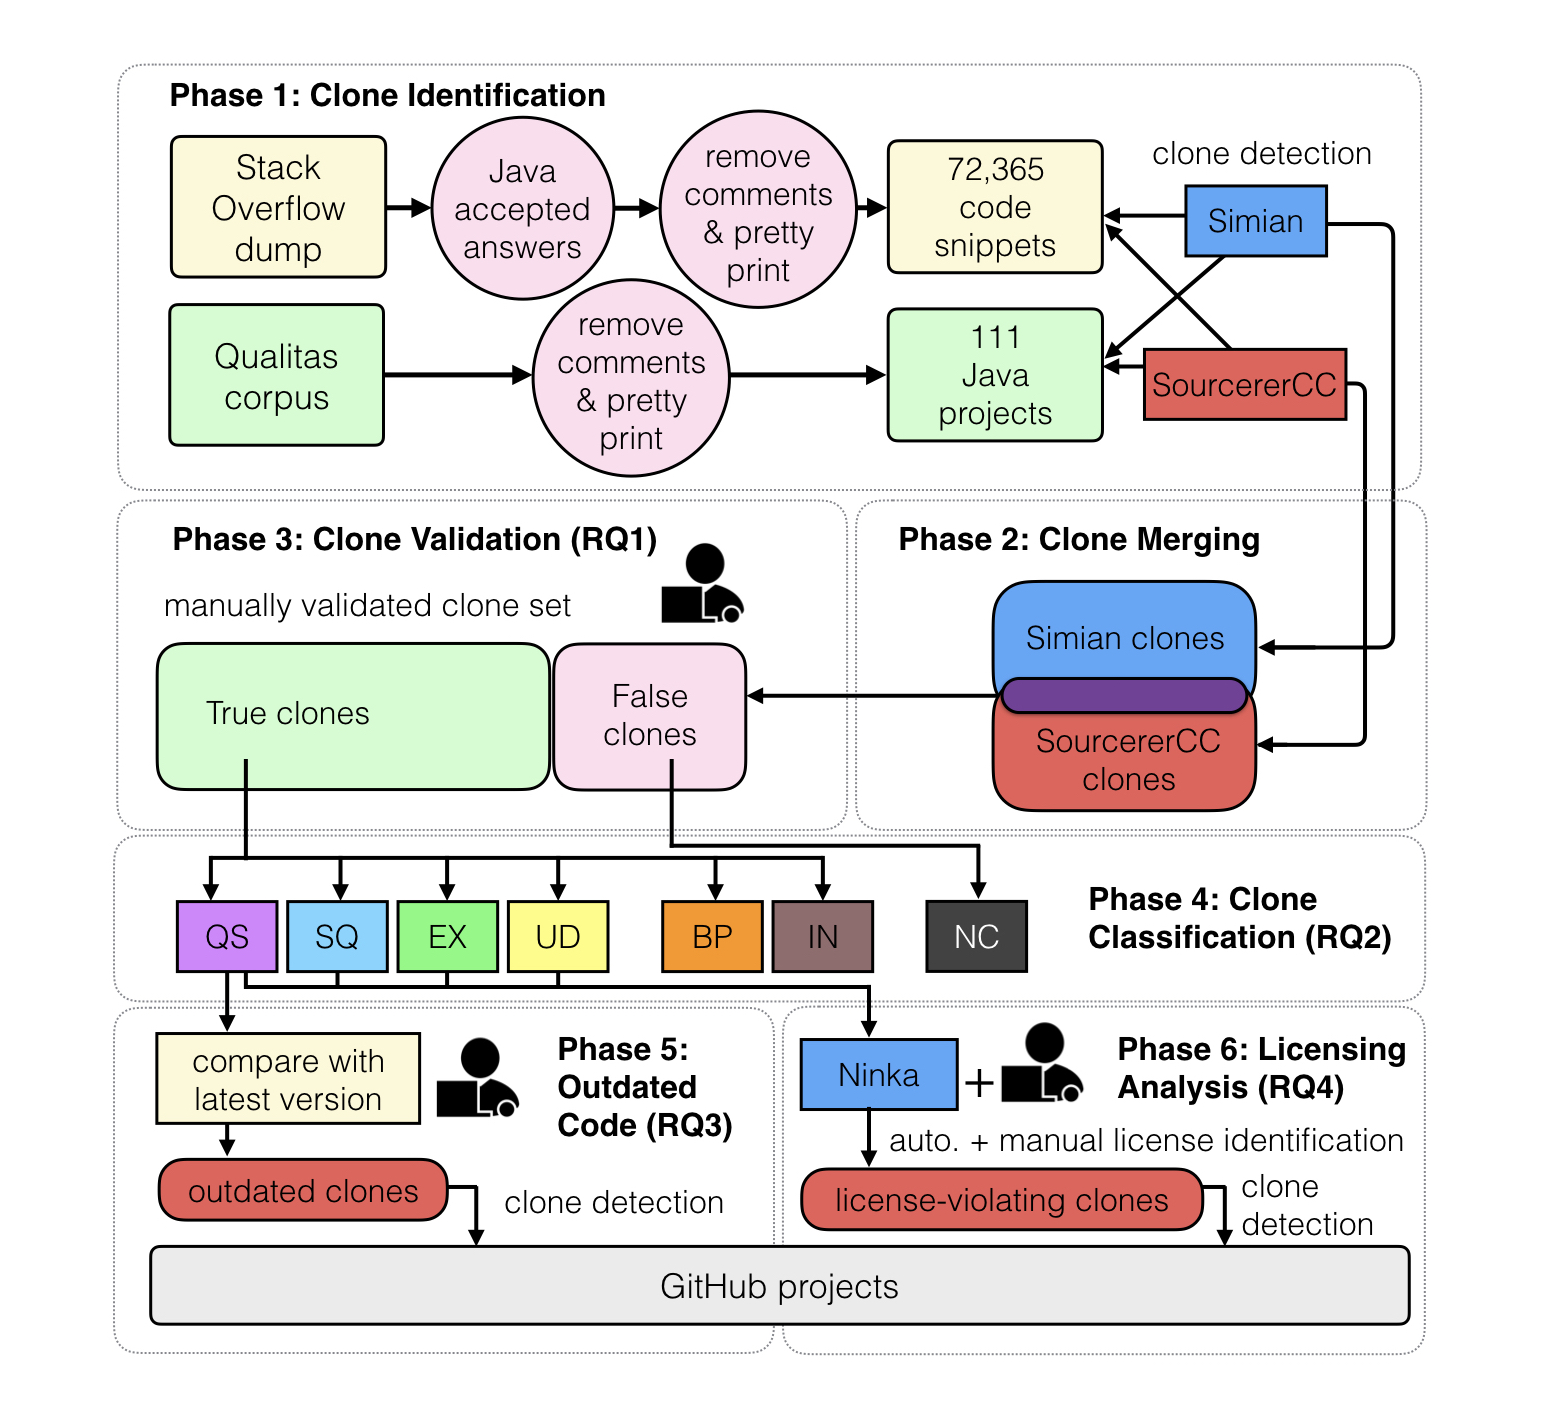 Phase 1: Clone Identification
Stack
Overflow
dump
Java
accepted
answers
remove
comments
& pretty
print
72,365
code
snippets
clone detection
Simian
Qualitas
corpus
remove
comments
& pretty
print
111
Java
projects
SourcererCC
Phase 3: Clone Validation (RQ1)
manually validated clone set
True clones
False
clones
Phase 2: Clone Merging
Simian clones
SourcererCC
clones
QS
SQ
EX
UD
BP
IN
NC
Phase 4: Clone
Classification (RQ2)
compare with
latest version
Phase 5:
Outdated
Code (RQ3)
outdated clones
clone detection
Ninka
+
Phase 6: Licensing
Analysis (RQ4)
auto. + manual license identification
license-violating clones
clone
detection
GitHub projects